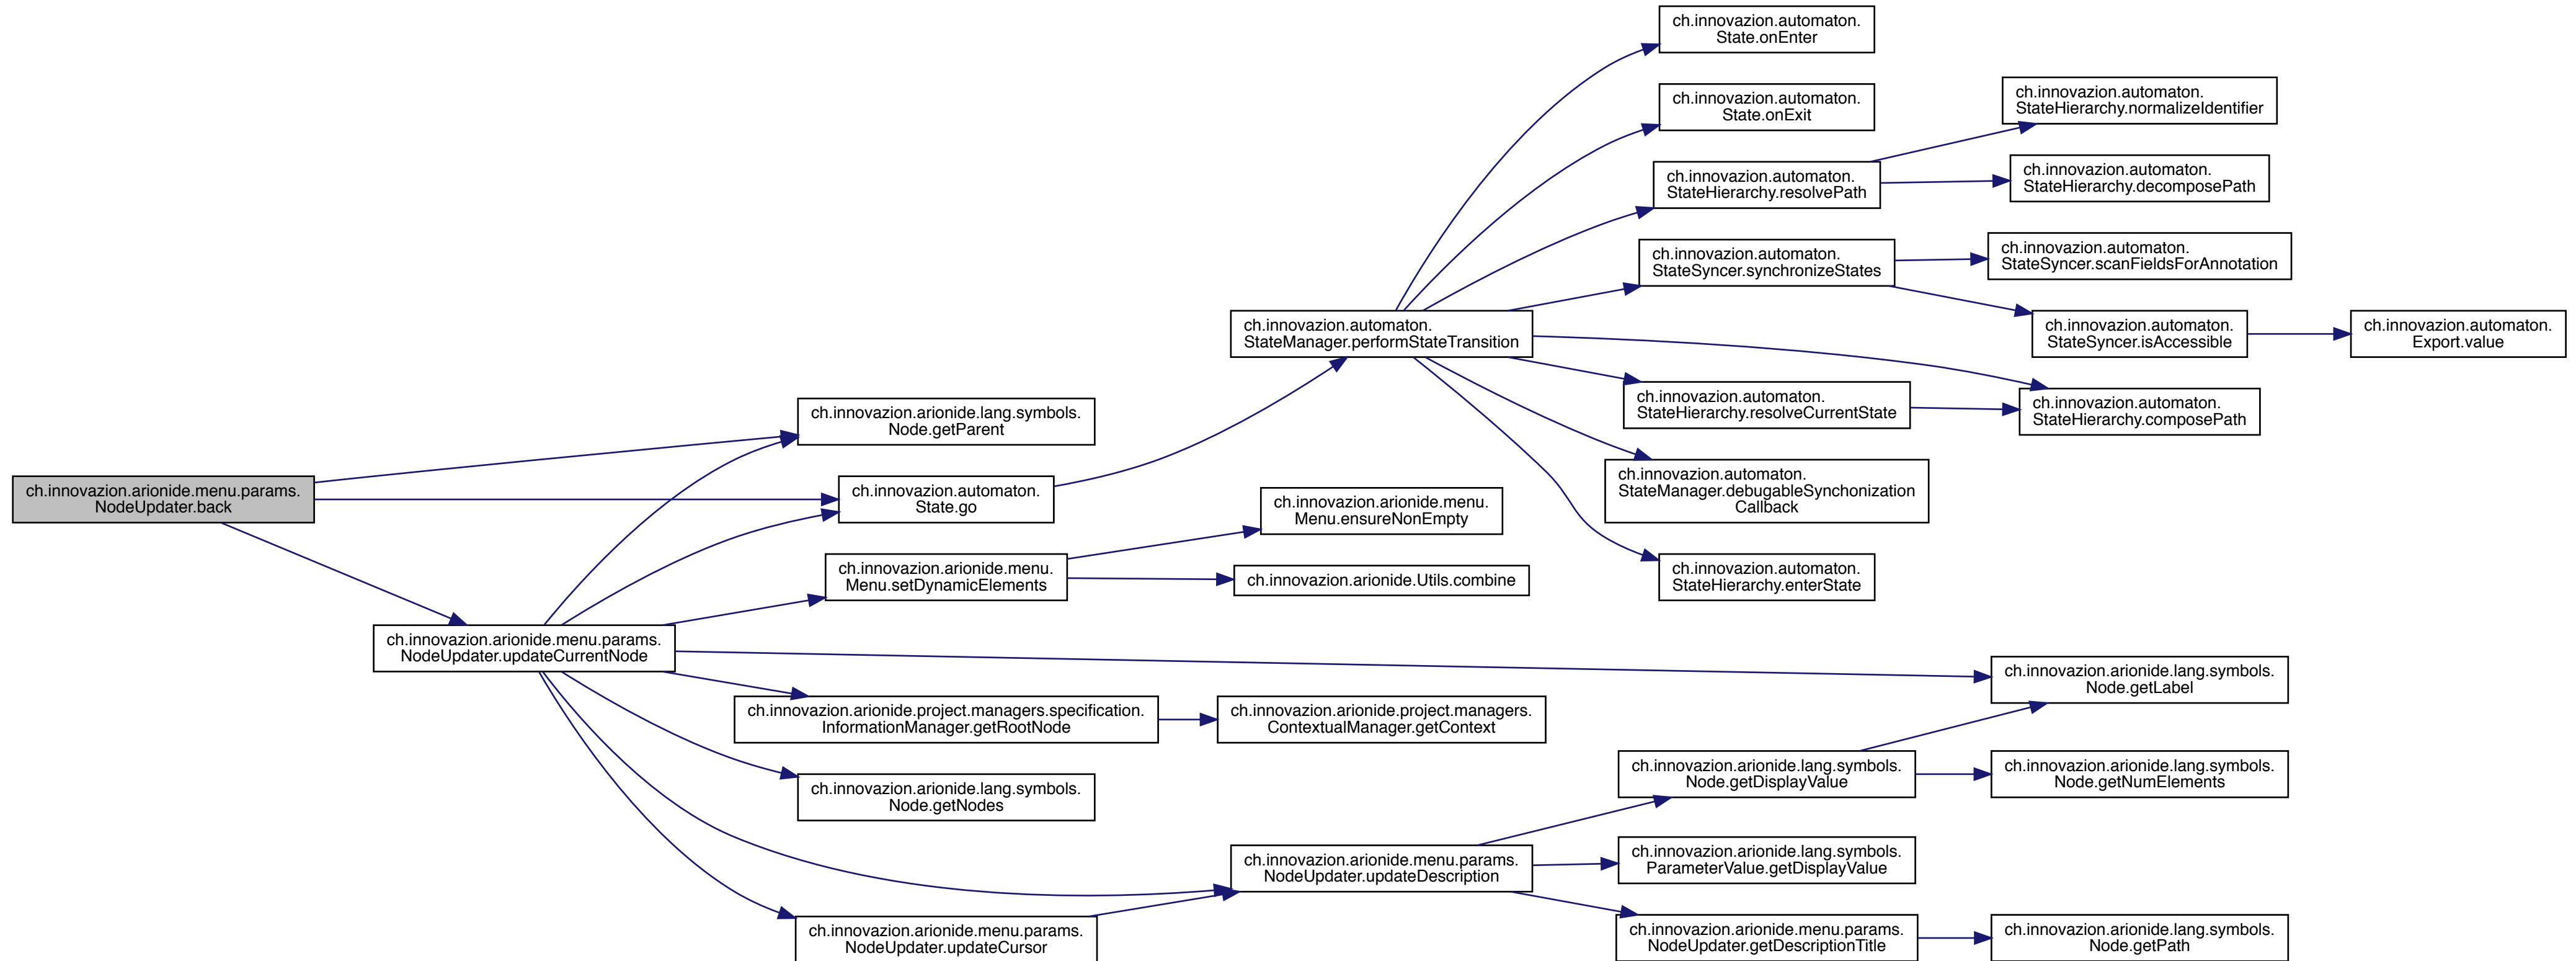 ch.innovazion.automaton.
State.onEnter
ch.innovazion.automaton.
State.onExit
ch.innovazion.automaton.
StateHierarchy.normalizeIdentifier
ch.innovazion.automaton.
StateHierarchy.resolvePath
ch.innovazion.automaton.
StateHierarchy.decomposePath
ch.innovazion.automaton.
StateSyncer.synchronizeStates
ch.innovazion.automaton.
StateSyncer.scanFieldsForAnnotation
ch.innovazion.automaton.
StateManager.performStateTransition
ch.innovazion.automaton.
StateSyncer.isAccessible
ch.innovazion.automaton.
Export.value
ch.innovazion.automaton.
StateHierarchy.resolveCurrentState
ch.innovazion.automaton.
StateHierarchy.composePath
ch.innovazion.arionide.lang.symbols.
Node.getParent
ch.innovazion.arionide.menu.params.
NodeUpdater.back
ch.innovazion.automaton.
State.go
ch.innovazion.automaton.
StateManager.debugableSynchonization
Callback
ch.innovazion.arionide.menu.
Menu.ensureNonEmpty
ch.innovazion.arionide.menu.
Menu.setDynamicElements
ch.innovazion.arionide.Utils.combine
ch.innovazion.automaton.
StateHierarchy.enterState
ch.innovazion.arionide.menu.params.
NodeUpdater.updateCurrentNode
ch.innovazion.arionide.lang.symbols.
Node.getLabel
ch.innovazion.arionide.project.managers.specification.
InformationManager.getRootNode
ch.innovazion.arionide.project.managers.
ContextualManager.getContext
ch.innovazion.arionide.lang.symbols.
Node.getNodes
ch.innovazion.arionide.lang.symbols.
Node.getDisplayValue
ch.innovazion.arionide.lang.symbols.
Node.getNumElements
ch.innovazion.arionide.menu.params.
NodeUpdater.updateDescription
ch.innovazion.arionide.lang.symbols.
ParameterValue.getDisplayValue
ch.innovazion.arionide.menu.params.
NodeUpdater.updateCursor
ch.innovazion.arionide.menu.params.
NodeUpdater.getDescriptionTitle
ch.innovazion.arionide.lang.symbols.
Node.getPath